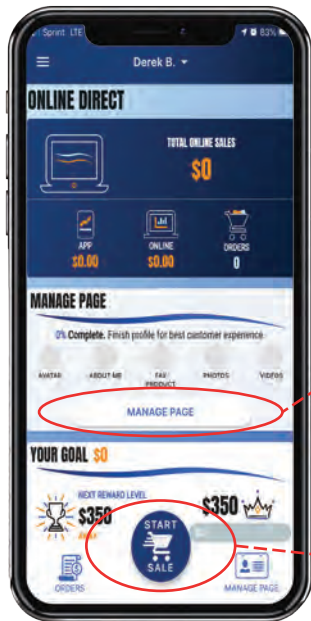 Sprint LTE 83%
Derek B.
ONLINE DIRECT
TOTAL ONLINE SALES
$0
APP ONLINE ORDERS
$0.00 $0.00 0
MANAGE PAGE
0% Complete. Finish profile for best customer experience
AVATAR ABOUT ME FAV PRODUCT PHOTOS VIDEOS
MANAGE PAGE
YOUR GOAL $0
NEXT REWARD LEVEL
$350 $350
START
SALE
ORDERS MANAGE PAGE